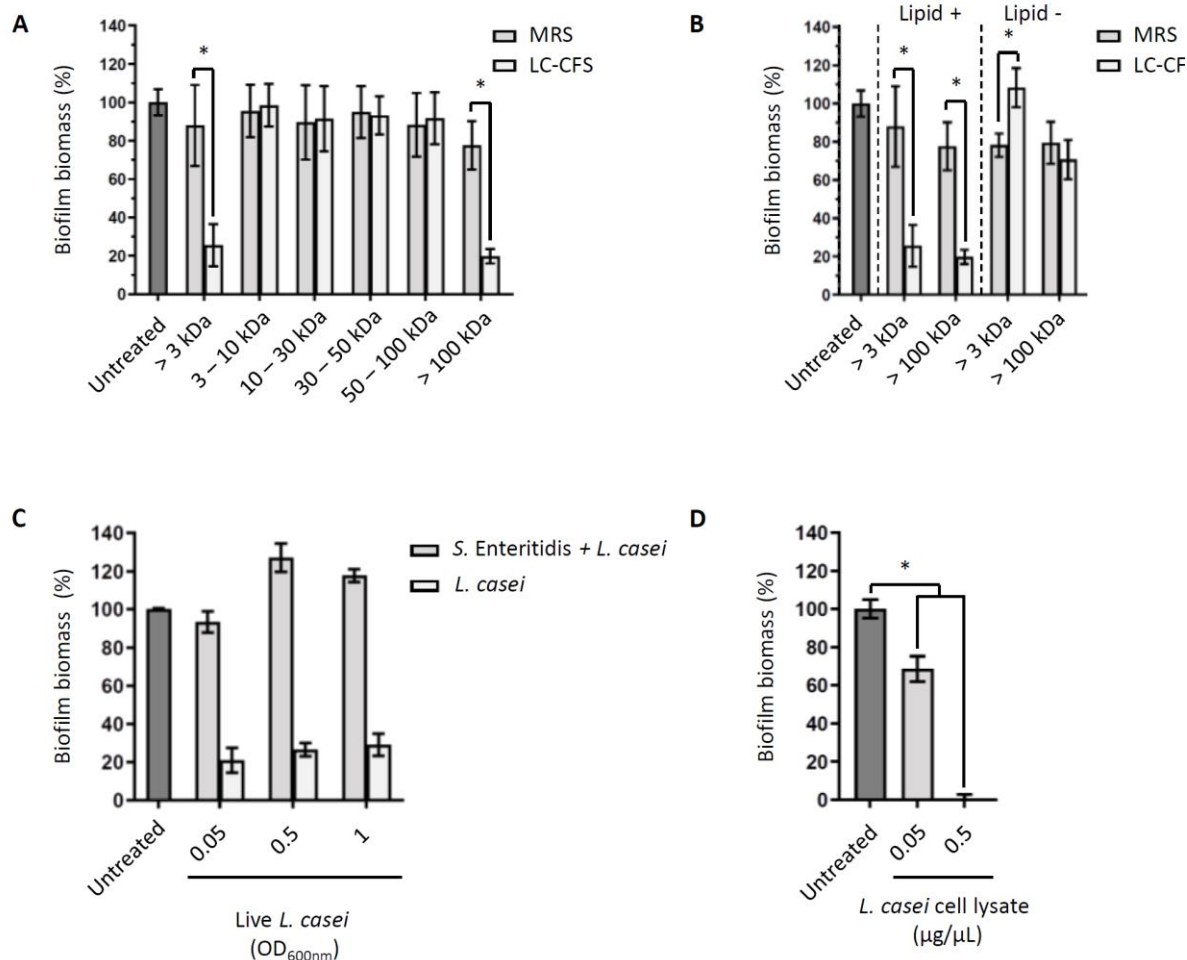 A
Biofilm biomass (%)
140
120
100
80
60
40
20
0
*
*
MRS
LC-CFS
Untreated
> 3 kDa
3 – 10 kDa
10 – 30 kDa
30 – 50 kDa
50 – 100 kDa
> 100 kDa
B
Lipid +
Lipid -
Biofilm biomass (%)
140
120
100
80
60
40
20
0
*
*
*
MRS
LC-CF
Untreated
> 3 kDa
> 100 kDa
> 3 kDa
> 100 kDa
C
Biofilm biomass (%)
140
120
100
80
60
40
20
0
S. Enteritidis + L. casei
L. casei
Untreated
0.05
0.5
1
Live L. casei
(OD600nm)
D
Biofilm biomass (%)
140
120
100
80
60
40
20
0
*
Untreated
0.05
0.5
L. casei cell lysate
(µg/µL)